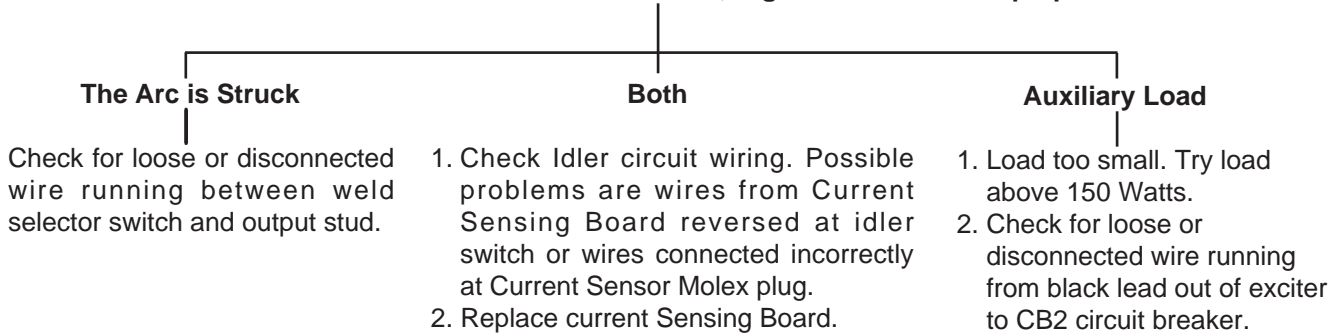 The Arc is Struck
Check for loose or disconnected
wire running between weld
selector switch and output stud.
Both
1. Check Idler circuit wiring. Possible
problems are wires from Current
Sensing Board reversed at idler
switch or wires connected incorrectly
at Current Sensor Molex plug.
2. Replace current Sensing Board.
Auxiliary Load
1. Load too small. Try load
above 150 Watts.
2. Check for loose or
disconnected wire running
from black lead out of exciter
to CB2 circuit breaker.